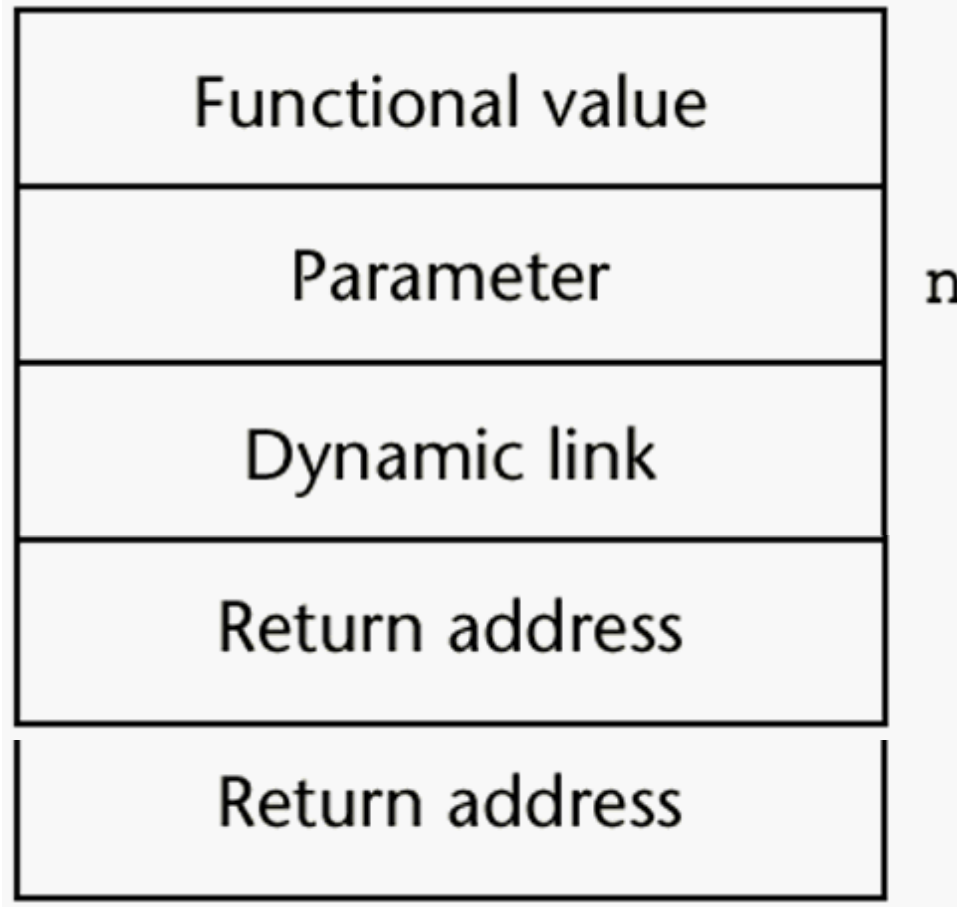 Functional value
Parameter n
Dynamic link
Return address
Return address